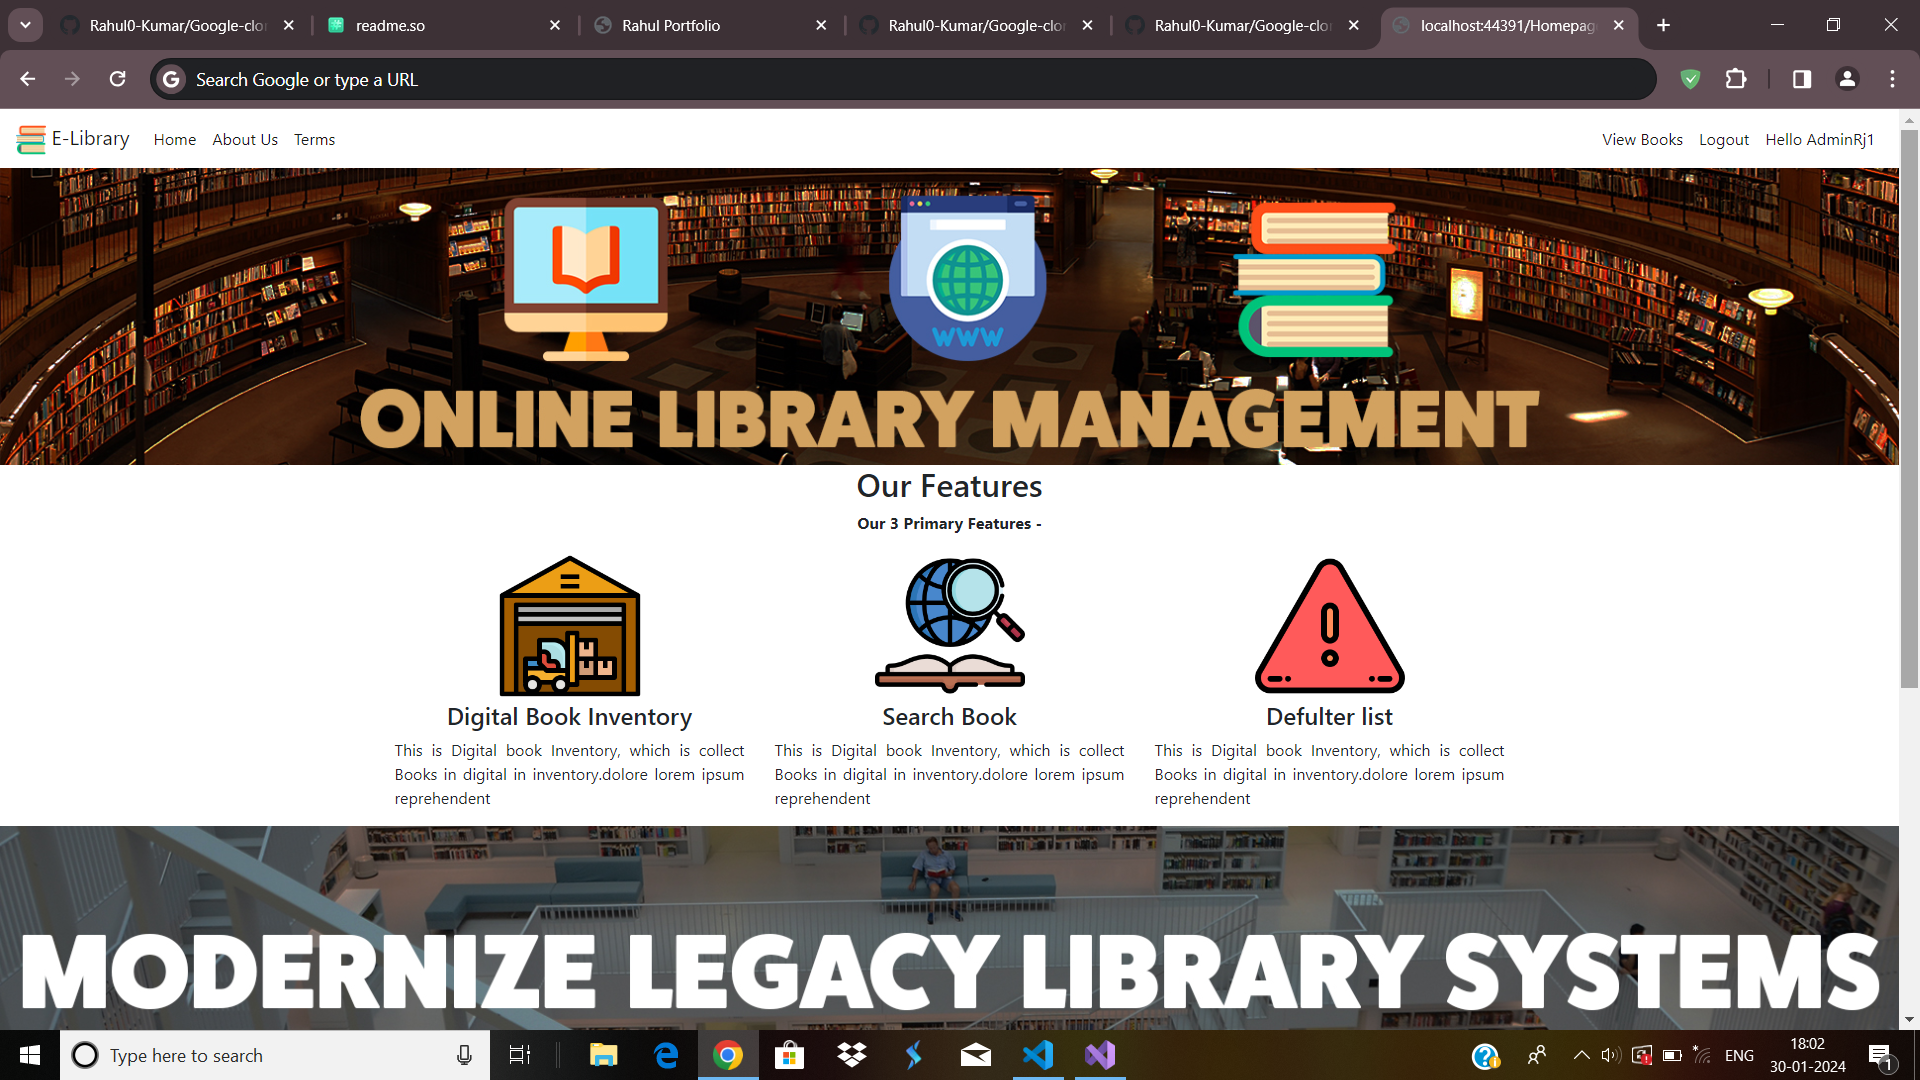 Rahul0-Kumar/Google-clo
readme.so
Rahul Portfolio
Rahul0-Kumar/Google-clo
Rahul0-Kumar/Google-clo
localhost:44391/Homepag
Search Google or type a URL
E-Library Home About Us Terms View Books Logout Hello AdminRj1
WWW
ONLINE LIBRARY MANAGEMENT
Our Features
Our 3 Primary Features -
Digital Book Inventory
This is Digital book Inventory, which is collect
Books in digital in inventory.dolore lorem ipsum
reprehendent
Search Book
This is Digital book Inventory, which is collect
Books in digital in inventory.dolore lorem ipsum
reprehendent
Defulter list
This is Digital book Inventory, which is collect
Books in digital in inventory.dolore lorem ipsum
reprehendent
MODERNIZE LEGACY LIBRARY SYSTEMS
Type here to search
ENG
18:02
30-01-2024
1